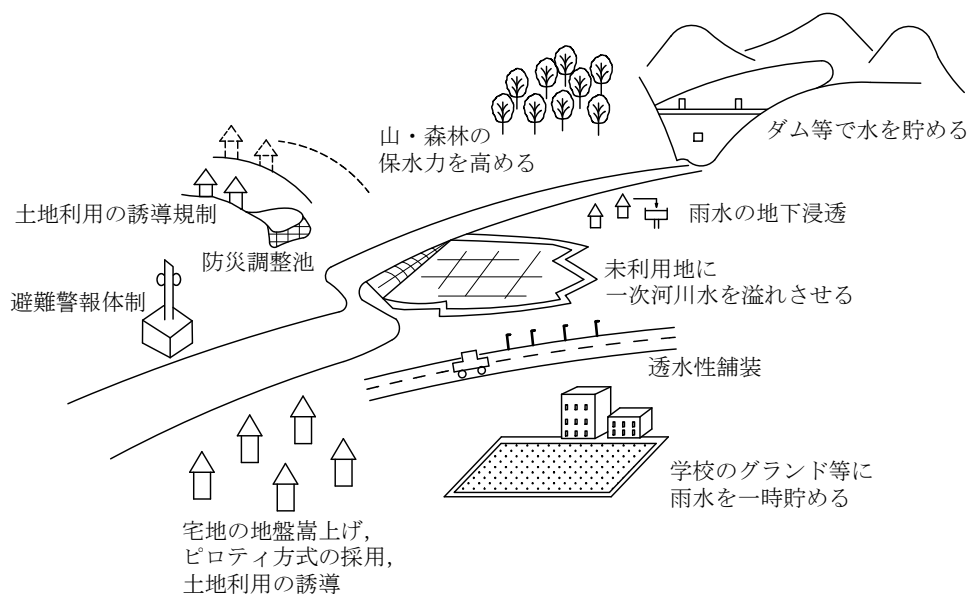 ダム等で水を貯める
山・森林の
保水力を高める
土地利用の誘導規制
雨水の地下浸透
防災調整池
未利用地に
一次河川水を溢れさせる
避難警報体制
透水性舗装
学校のグランド等に
雨水を一時貯める
宅地の地盤嵩上げ,
ピロティ方式の採用,
土地利用の誘導